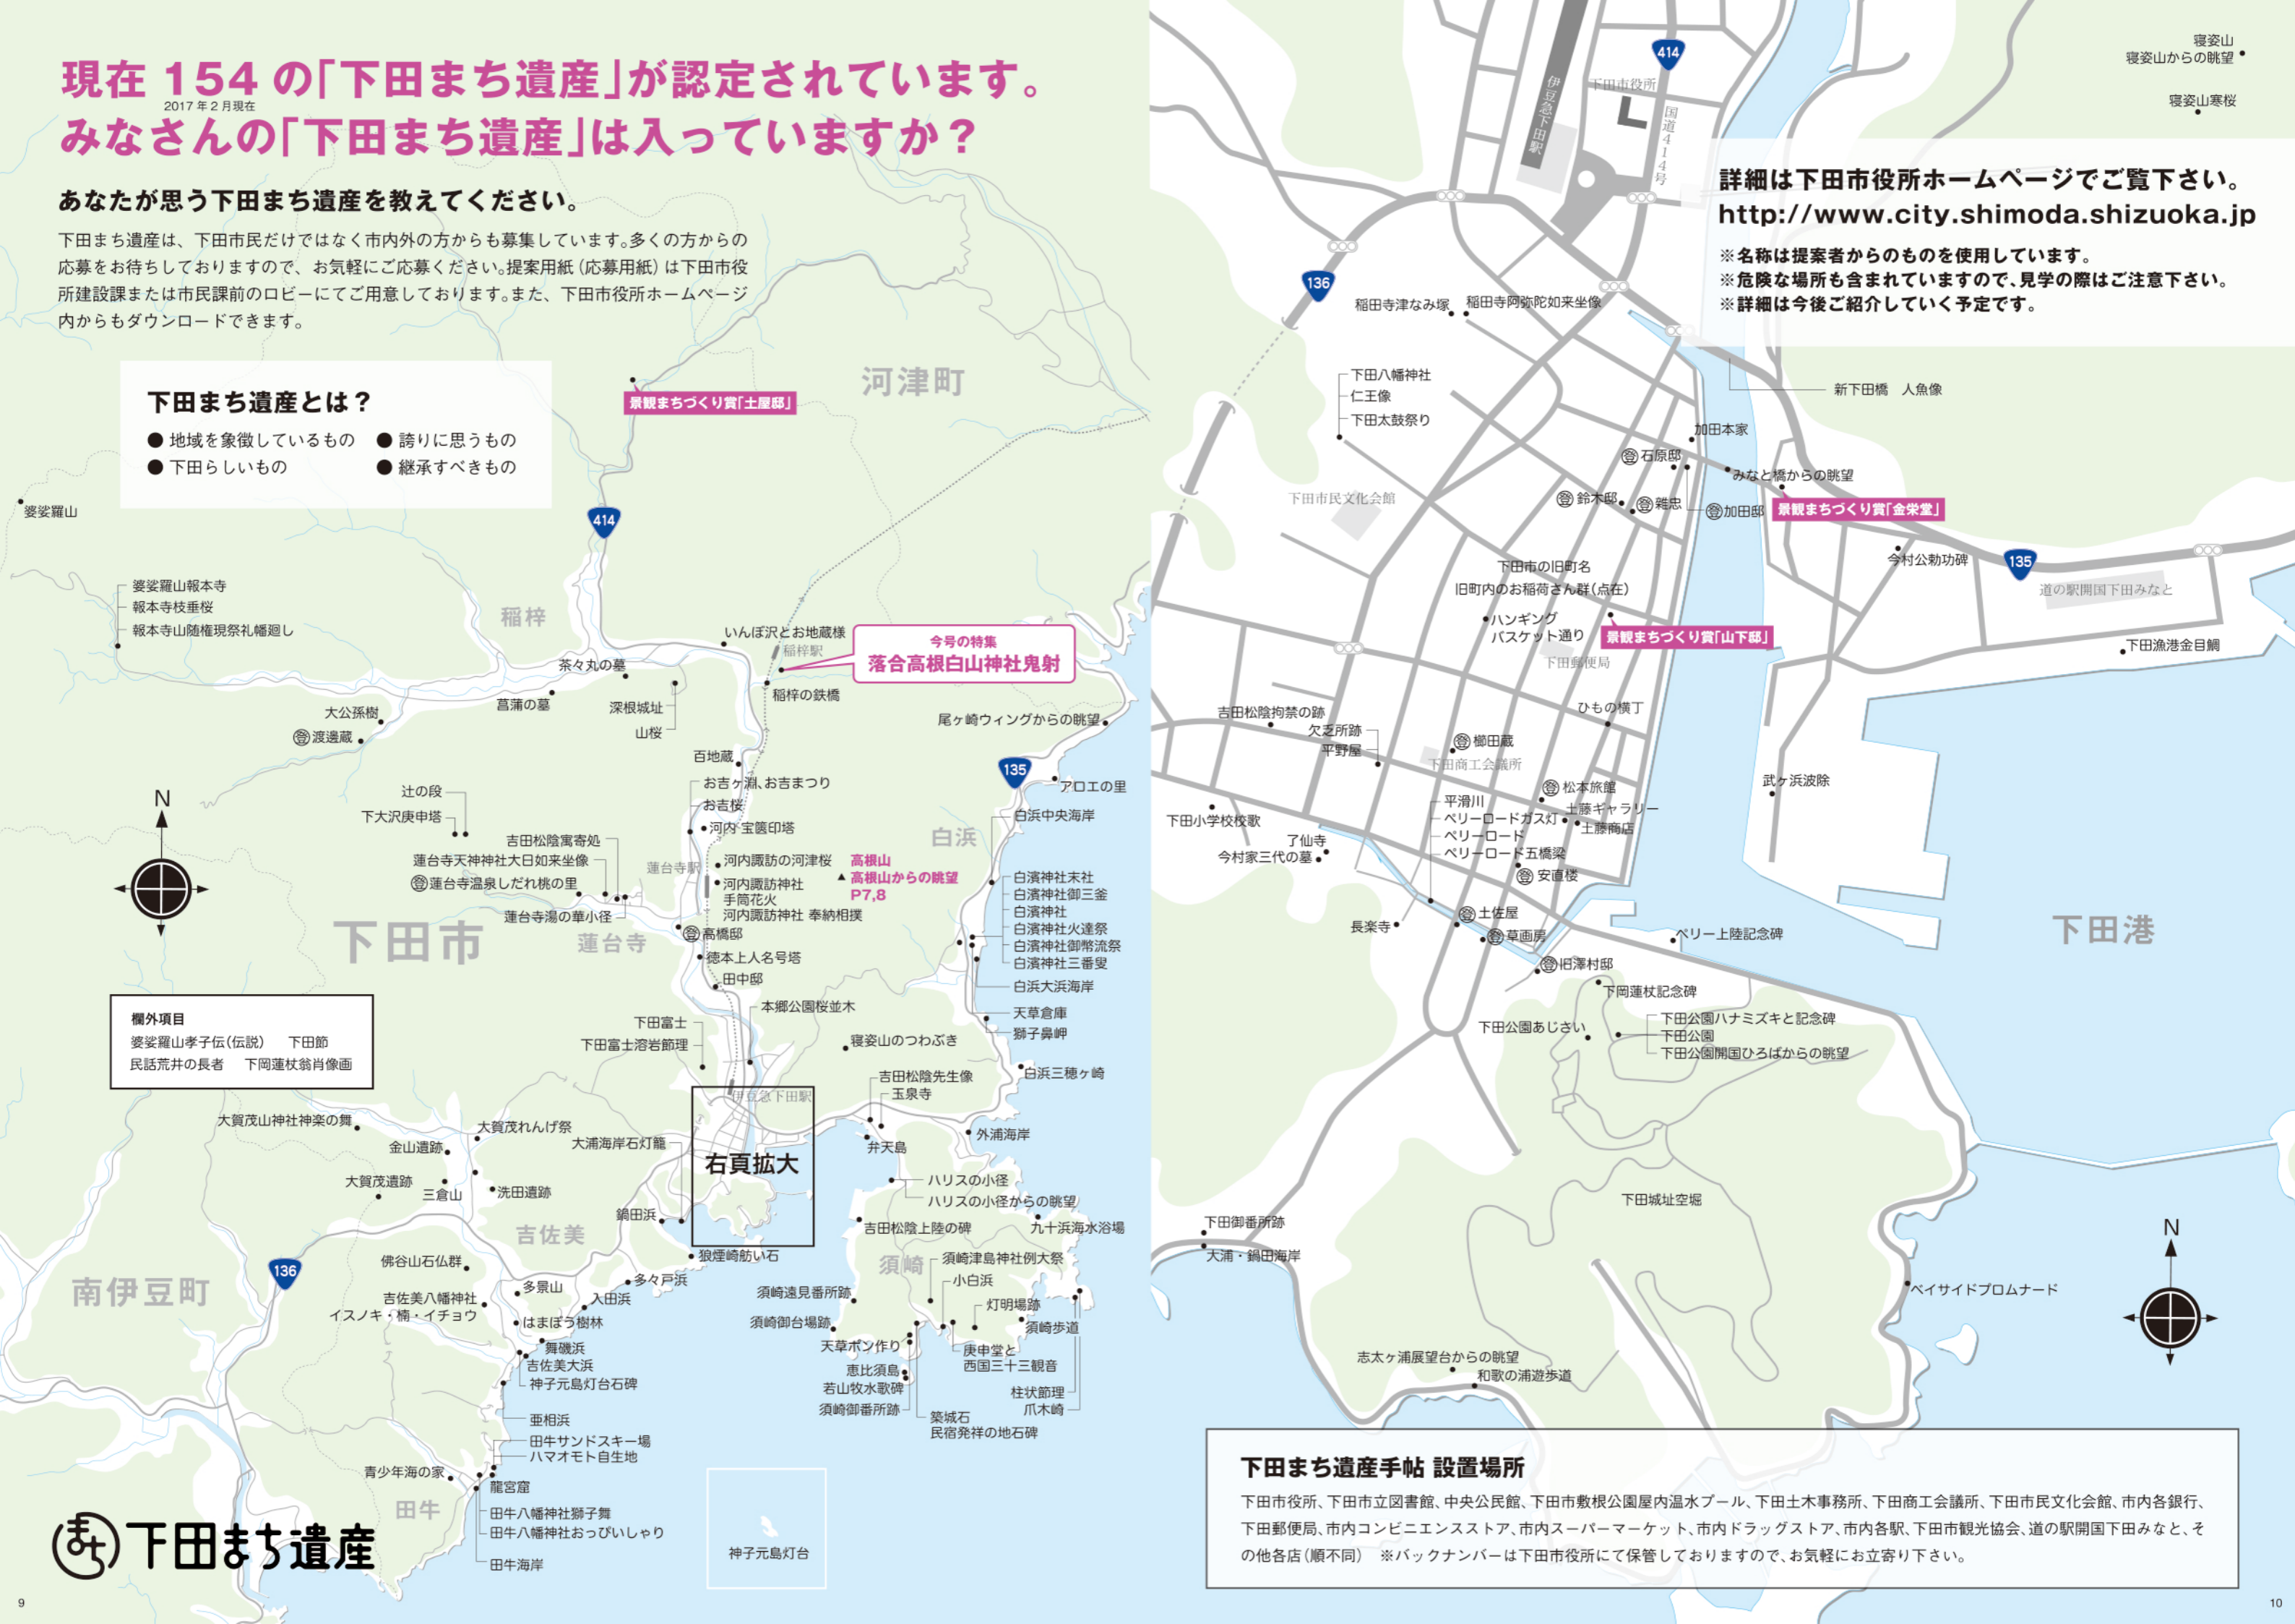 現在 154 の「下田まち遺産」が認定されています。
2017 年 2 月現在
みなさんの「下田まち遺産」は入っていますか？
あなたが思う下田まち遺産を教えてください。
下田まち遺産は、下田市民だけではなく市内外の方からも募集しています。多くの方からの
応募をお待ちしておりますので、お気軽にご応募ください。提案用紙（応募用紙）は下田市役
所建設課または市民課前のロビーにてご用意しております。また、下田市役所ホームページ
内からもダウンロードできます。
下田まち遺産とは？
● 地域を象徴しているもの ● 誇りに思うもの
● 下田らしいもの ● 継承すべきもの
景観まちづくり賞「土屋邸」
河津町
婆娑羅山
414
婆娑羅山報本寺
報本寺枝垂桜
報本寺山随権現祭礼幡廻し
稲梓
いんぼ沢とお地蔵様
稲梓駅
今号の特集
落合高根白山神社鬼射
茶々丸の墓
菖蒲の墓
深根城址
山桜
稲梓の鉄橋
大公孫樹
登 渡邊蔵
尾ヶ崎ウィングからの眺望
百地蔵
135
アロエの里
お吉ヶ淵、お吉まつり
お吉桜
河内 宝篋印塔
辻の段
下大沢庚申塔
吉田松陰寓寄処
蓮台寺天神神社大日如来坐像
登 蓮台寺温泉しだれ桃の里
蓮台寺湯の華小径
蓮台寺駅
河内諏訪の河津桜
河内諏訪神社
手筒花火
河内諏訪神社 奉納相撲
高根山
▲ 高根山からの眺望
P7,8
白浜
白浜中央海岸
白濱神社末社
白濱神社御三釜
白濱神社
白濱神社火達祭
白濱神社御幣流祭
白濱神社三番叟
白浜大浜海岸
天草倉庫
獅子鼻岬
N
下田市
蓮台寺
登 高橋邸
徳本上人名号塔
田中邸
本郷公園桜並木
下田富士
下田富士溶岩節理
寝姿山のつわぶき
白浜三穂ヶ崎
欄外項目
婆娑羅山孝子伝（伝説） 下田節
民話荒井の長者 下岡蓮杖翁肖像画
吉田松陰先生像
玉泉寺
伊豆急下田駅
右頁拡大
大賀茂山神社神楽の舞
金山遺跡
大賀茂れんげ祭
大浦海岸石灯籠
弁天島
外浦海岸
大賀茂遺跡
三倉山
洗田遺跡
鍋田浜
ハリスの小径
ハリスの小径からの眺望
吉田松陰上陸の碑
九十浜海水浴場
吉佐美
狼煙崎舫い石
須崎
須崎津島神社例大祭
小白浜
灯明場跡
須崎歩道
南伊豆町
136
佛谷山石仏群
多景山
多々戸浜
入田浜
吉佐美八幡神社
イスノキ・楠・イチョウ
はまぼう樹林
舞磯浜
吉佐美大浜
神子元島灯台石碑
須崎遠見番所跡
須崎御台場跡
天草ポン作り
恵比須島
若山牧水歌碑
須崎御番所跡
庚申堂と
西国三十三観音
柱状節理
爪木崎
築城石
民宿発祥の地石碑
亜相浜
田牛サンドスキー場
ハマオモト自生地
青少年海の家
龍宮窟
田牛
田牛八幡神社獅子舞
田牛八幡神社おっぴいしゃり
田牛海岸
神子元島灯台
まち 下田まち遺産
9
414
下田市役所
伊豆急下田駅
国道414号
寝姿山
寝姿山からの眺望
寝姿山寒桜
詳細は下田市役所ホームページでご覧下さい。
http://www.city.shimoda.shizuoka.jp
※名称は提案者からのものを使用しています。
※危険な場所も含まれていますので、見学の際はご注意下さい。
※詳細は今後ご紹介していく予定です。
136
稲田寺津なみ塚
稲田寺阿弥陀如来坐像
下田八幡神社
仁王像
下田太鼓祭り
新下田橋 人魚像
加田本家
登 石原邸
みなと橋からの眺望
下田市民文化会館
登 鈴木邸
登 雑忠
登 加田邸
景観まちづくり賞「金栄堂」
今村公勅功碑
135
道の駅開国下田みなと
下田市の旧町名
旧町内のお稲荷さん群（点在）
ハンギング
バスケット通り
景観まちづくり賞「山下邸」
下田郵便局
下田漁港金目鯛
吉田松陰拘禁の跡
欠乏所跡
平野屋
ひもの横丁
登 櫛田蔵
下田商工会議所
登 松本旅館
武ヶ浜波除
下田小学校校歌
平滑川
ペリーロードガス灯
ペリーロード
ペリーロード五橋梁
土藤ギャラリー
土藤商店
了仙寺
今村家三代の墓
登 安直楼
長楽寺
登 土佐屋
登 草画房
登 旧澤村邸
ペリー上陸記念碑
下田港
下岡蓮杖記念碑
下田公園あじさい
下田公園ハナミズキと記念碑
下田公園
下田公園開国ひろばからの眺望
下田城址空堀
下田御番所跡
大浦・鍋田海岸
N
ベイサイドプロムナード
志太ヶ浦展望台からの眺望
和歌の浦遊歩道
下田まち遺産手帖 設置場所
下田市役所、下田市立図書館、中央公民館、下田市敷根公園屋内温水プール、下田土木事務所、下田商工会議所、下田市民文化会館、市内各銀行、
下田郵便局、市内コンビニエンスストア、市内スーパーマーケット、市内ドラッグストア、市内各駅、下田市観光協会、道の駅開国下田みなと、そ
の他各店（順不同） ※バックナンバーは下田市役所にて保管しておりますので、お気軽にお立寄り下さい。
10